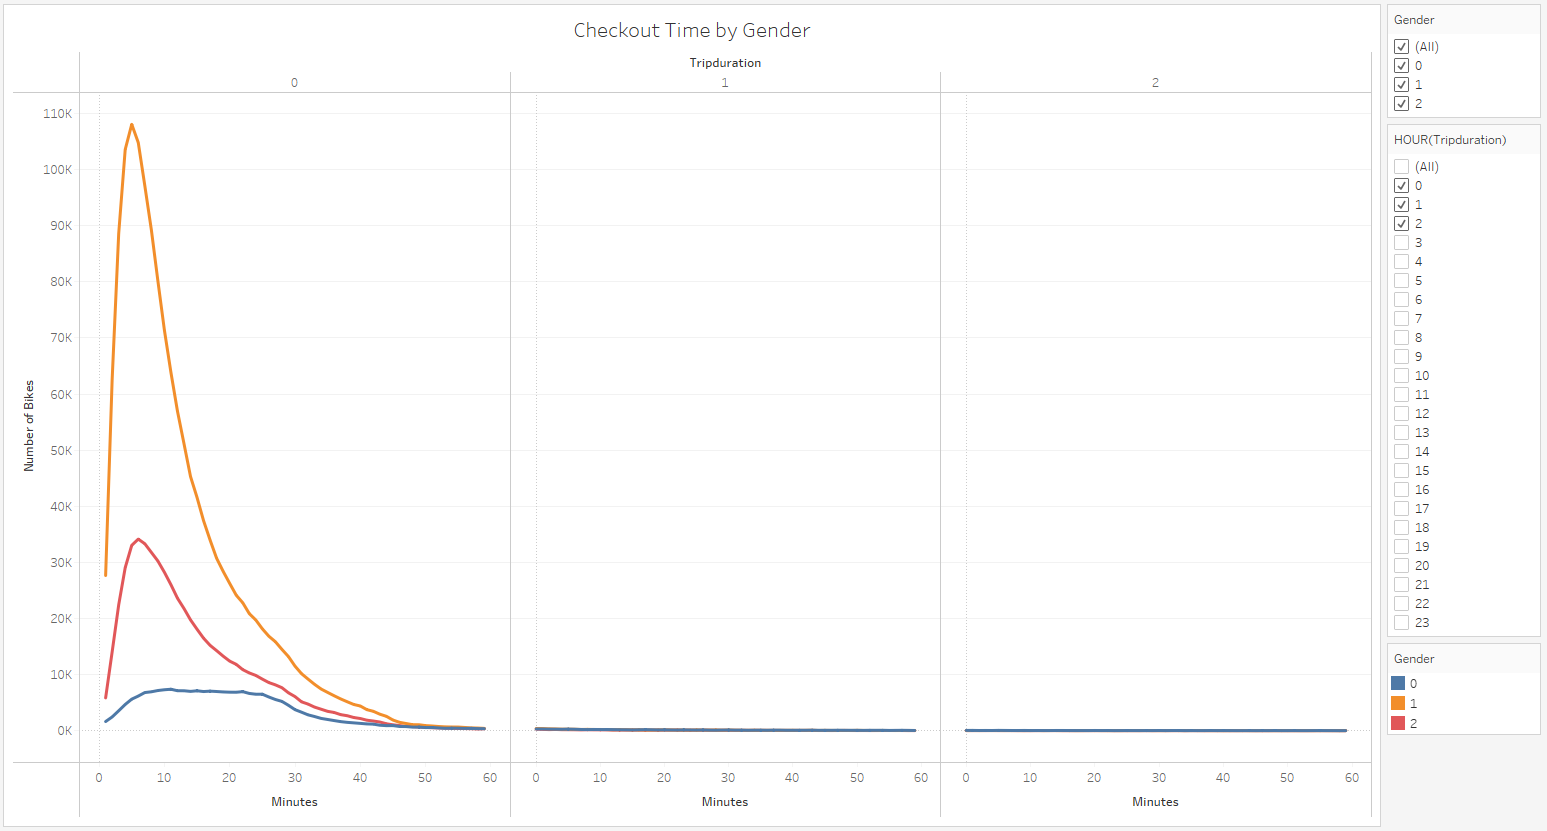 Checkout Time by Gender
Tripduration
0 1 2
Number of Bikes
110K
100K
90K
80K
70K
60K
50K
40K
30K
20K
10K
0K
0 10 20 30 40 50 60 0 10 20 30 40 50 60 0 10 20 30 40 50 60
Minutes Minutes Minutes
Gender
(All)
0
1
2
HOUR(Tripduration)
(All)
0
1
2
3
4
5
6
7
8
9
10
11
12
13
14
15
16
17
18
19
20
21
22
23
Gender
0
1
2